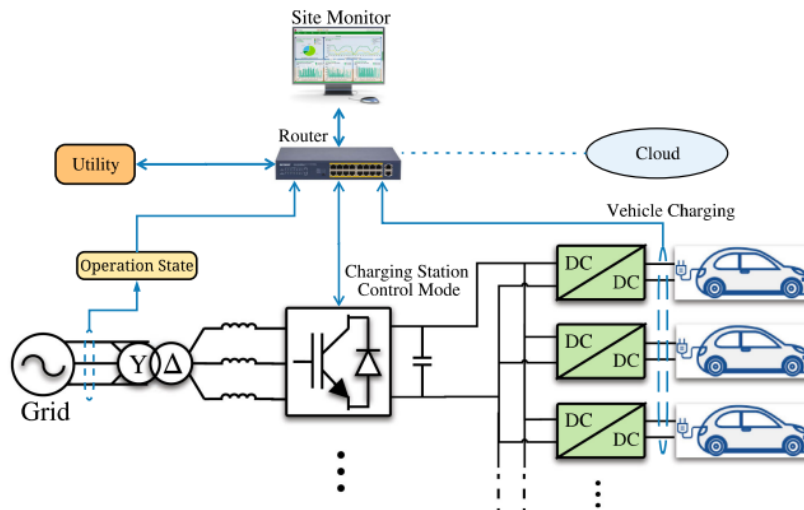 Site Monitor
Router
Utility
Cloud
Vehicle Charging
Operation State
Charging Station
Control Mode
DC
DC
Y Δ
Grid
DC
DC
DC
DC